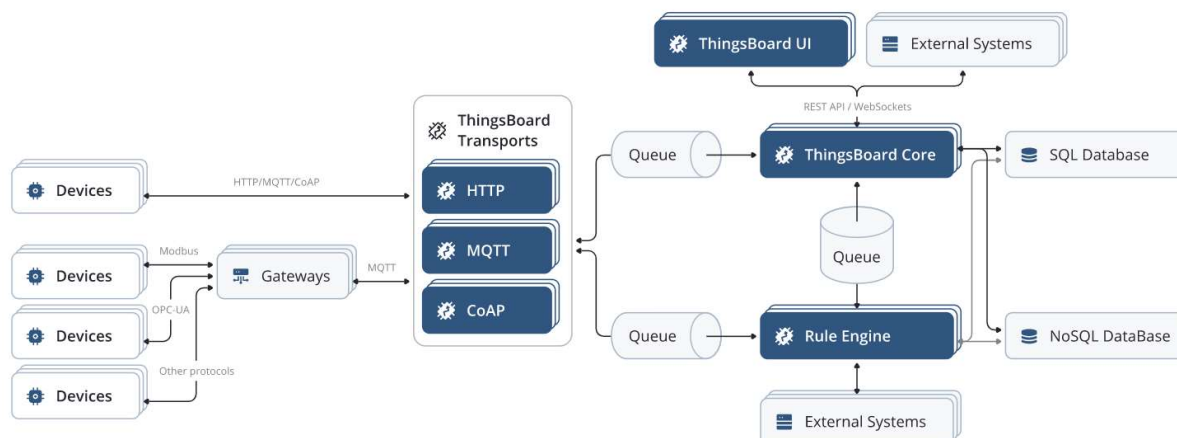 ThingsBoard UI
External Systems
REST API / WebSockets
ThingsBoard
Transports
Queue
ThingsBoard Core
SQL Database
Devices
HTTP/MQTT/CoAP
HTTP
Modbus
MQTT
Devices
Gateways
MQTT
Queue
OPC-UA
CoAP
Devices
Queue
Rule Engine
NoSQL DataBase
Other protocols
Devices
External Systems